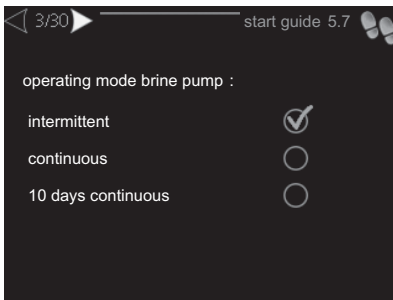 3/30 start guide 5.7
operating mode brine pump :
intermittent
continuous
10 days continuous